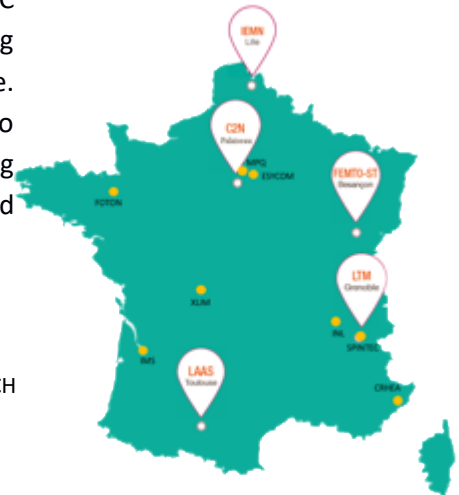 C
g
e.
o
g
d
CH
IEMN
Lille
C2N
Palaiseau
MPQ
ESYCOM
FEMTO-ST
Besançon
FOTON
LTM
Grenoble
XLIM
INL
SPINTEC
IMS
LAAS
Toulouse
CRHEA